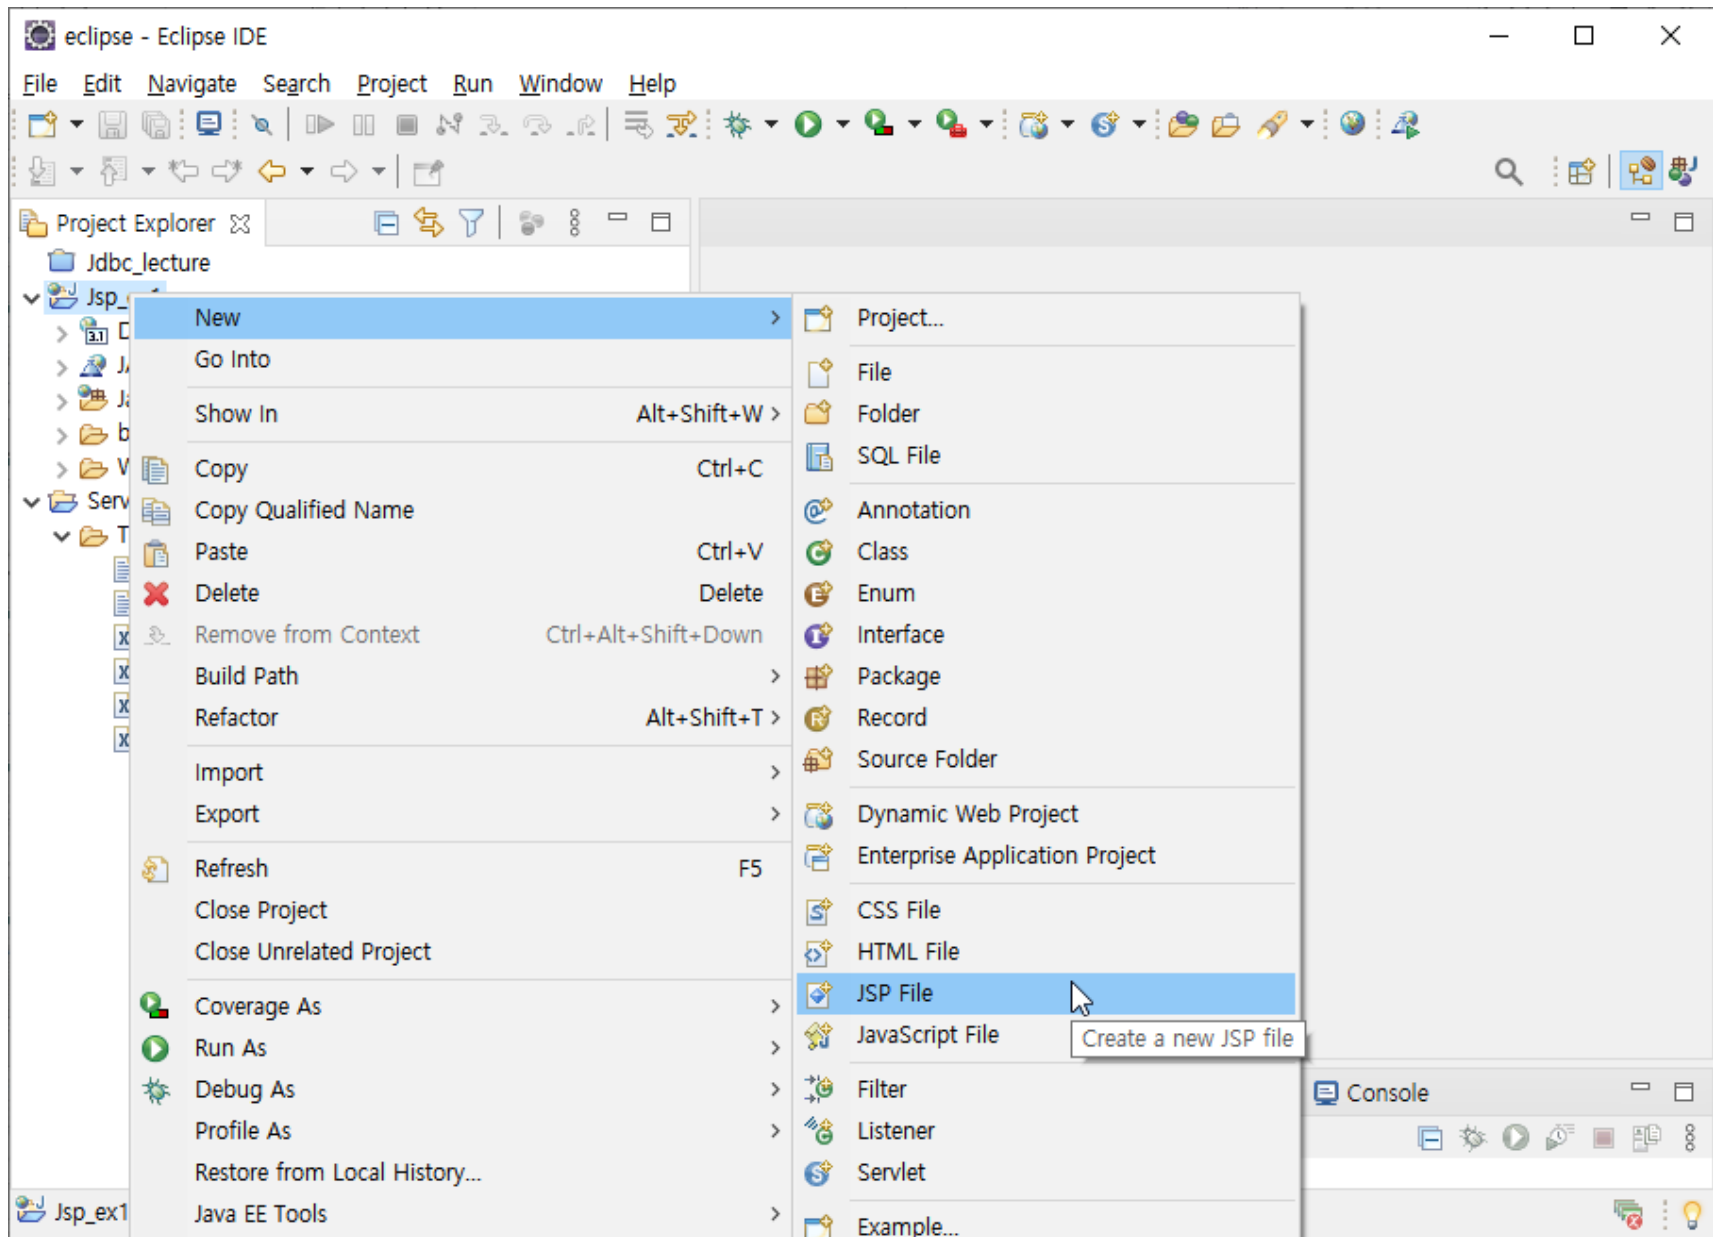 eclipse - Eclipse IDE
File Edit Navigate Search Project Run Window Help
Project Explorer
Jdbc_lecture
Jsp_
Serv
New
Go Into
Show In Alt+Shift+W
Copy Ctrl+C
Copy Qualified Name
Paste Ctrl+V
Delete Delete
Remove from Context Ctrl+Alt+Shift+Down
Build Path
Refactor Alt+Shift+T
Import
Export
Refresh F5
Close Project
Close Unrelated Project
Coverage As
Run As
Debug As
Profile As
Restore from Local History...
Java EE Tools
Project...
File
Folder
SQL File
Annotation
Class
Enum
Interface
Package
Record
Source Folder
Dynamic Web Project
Enterprise Application Project
CSS File
HTML File
JSP File
JavaScript File
Create a new JSP file
Filter
Listener
Servlet
Example...
Console
Jsp_ex1